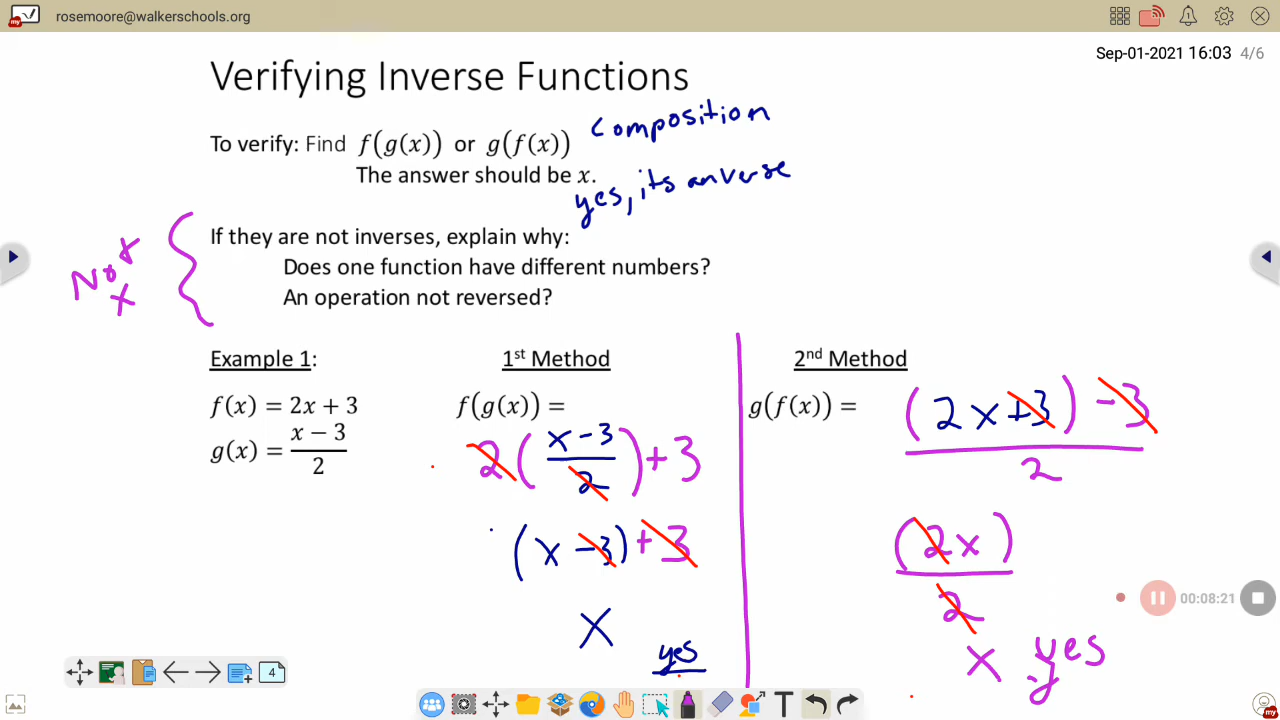 rosemoore@walkerschools.org
Sep-01-2021 16:03 4/6
Verifying Inverse Functions
To verify: Find f(g(x)) or g(f(x)) composition
The answer should be x.
yes, its anverse
If they are not inverses, explain why:
Not
x
Does one function have different numbers?
An operation not reversed?
Example 1:
f(x) = 2x + 3
g(x) = x − 3
2
1st Method
f(g(x)) =
2(x-3
2)+3
(x-3)+3
x
yes
2nd Method
g(f(x)) = (2x+3)-3
2
(2x)
2
x yes
00:08:21
4
T
my
my